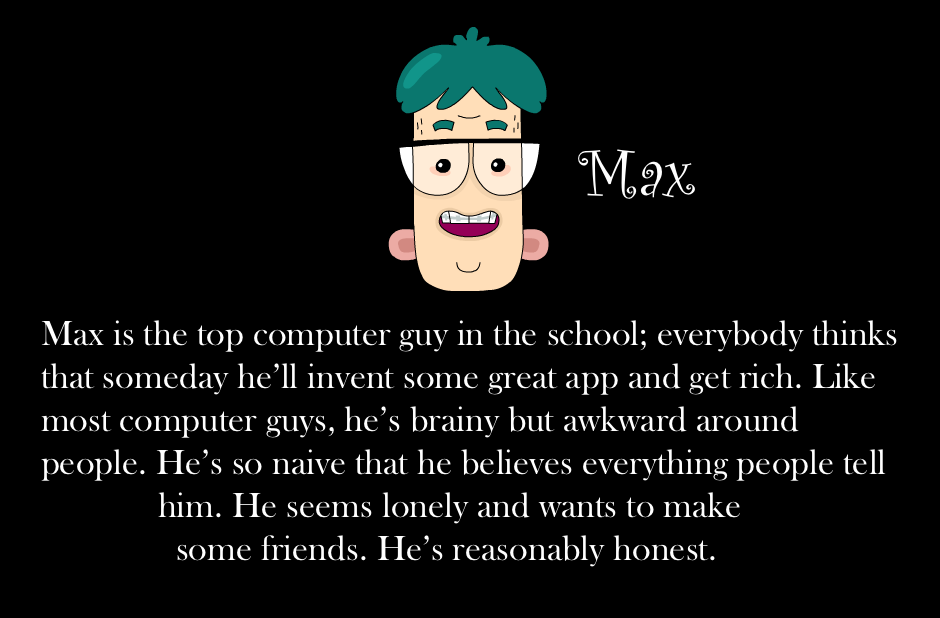 Max
Max is the top computer guy in the school; everybody thinks
that someday he’ll invent some great app and get rich. Like
most computer guys, he’s brainy but awkward around
people. He’s so naive that he believes everything people tell
him. He seems lonely and wants to make
some friends. He’s reasonably honest.